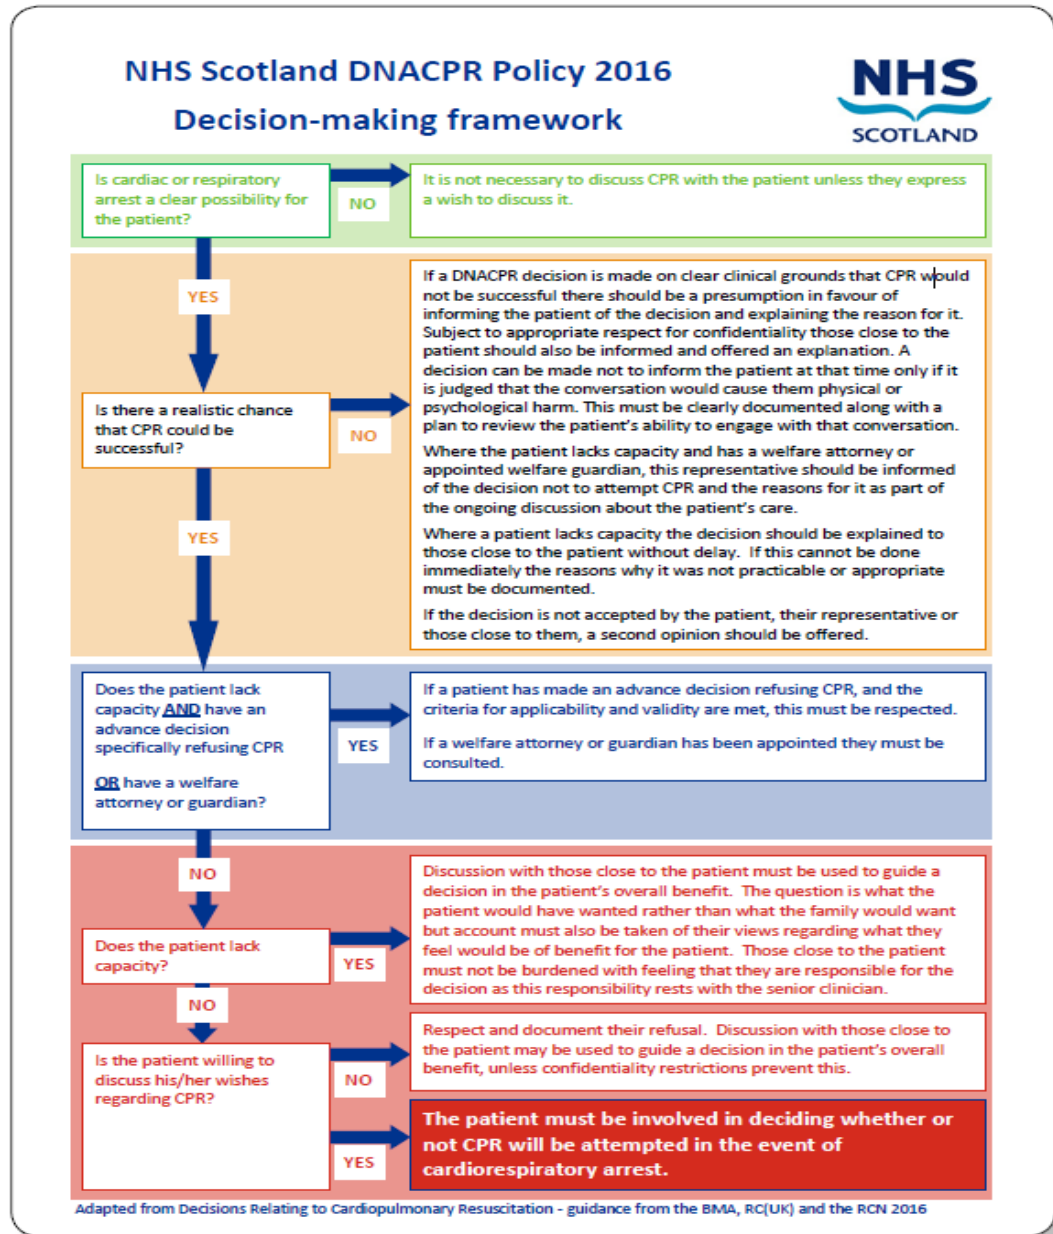 NHS Scotland DNACPR Policy 2016
Decision-making framework
NHS
SCOTLAND
Is cardiac or respiratory
arrest a clear possibility for
the patient?
NO
It is not necessary to discuss CPR with the patient unless they express
a wish to discuss it.
YES
If a DNACPR decision is made on clear clinical grounds that CPR would
not be successful there should be a presumption in favour of
informing the patient of the decision and explaining the reason for it.
Subject to appropriate respect for confidentiality those close to the
patient should also be informed and offered an explanation. A
decision can be made not to inform the patient at that time only if it
is judged that the conversation would cause them physical or
psychological harm. This must be clearly documented along with a
plan to review the patient's ability to engage with that conversation.
Where the patient lacks capacity and has a welfare attorney or
appointed welfare guardian, this representative should be informed
of the decision not to attempt CPR and the reasons for it as part of
the ongoing discussion about the patient's care.
Where a patient lacks capacity the decision should be explained to
those close to the patient without delay. If this cannot be done
immediately the reasons why it was not practicable or appropriate
must be documented.
If the decision is not accepted by the patient, their representative or
those close to them, a second opinion should be offered.
Is there a realistic chance
that CPR could be
successful?
NO
YES
Does the patient lack
capacity AND have an
advance decision
specifically refusing CPR
OR have a welfare
attorney or guardian?
YES
If a patient has made an advance decision refusing CPR, and the
criteria for applicability and validity are met, this must be respected.
If a welfare attorney or guardian has been appointed they must be
consulted.
NO
Does the patient lack
capacity?
YES
Discussion with those close to the patient must be used to guide a
decision in the patient's overall benefit. The question is what the
patient would have wanted rather than what the family would want
but account must also be taken of their views regarding what they
feel would be of benefit for the patient. Those close to the patient
must not be burdened with feeling that they are responsible for the
decision as this responsibility rests with the senior clinician.
NO
Is the patient willing to
discuss his/her wishes
regarding CPR?
NO
Respect and document their refusal. Discussion with those close to
the patient may be used to guide a decision in the patient's overall
benefit, unless confidentiality restrictions prevent this.
YES
The patient must be involved in deciding whether or
not CPR will be attempted in the event of
cardiorespiratory arrest.
Adapted from Decisions Relating to Cardiopulmonary Resuscitation - guidance from the BMA, RC(UK) and the RCN 2016